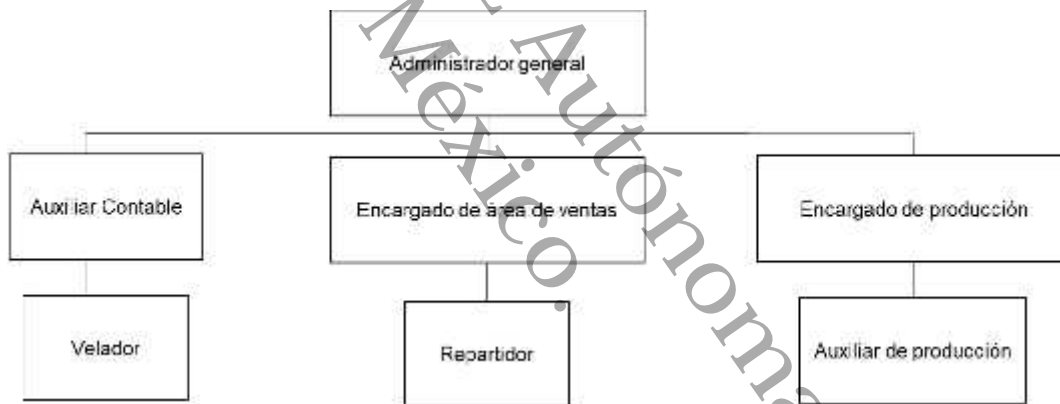 Administrador general
Auxiliar Contable
Encargado de área de ventas
Encargado de producción
Velador
Repartidor
Auxiliar de producción
Autónoma
México.